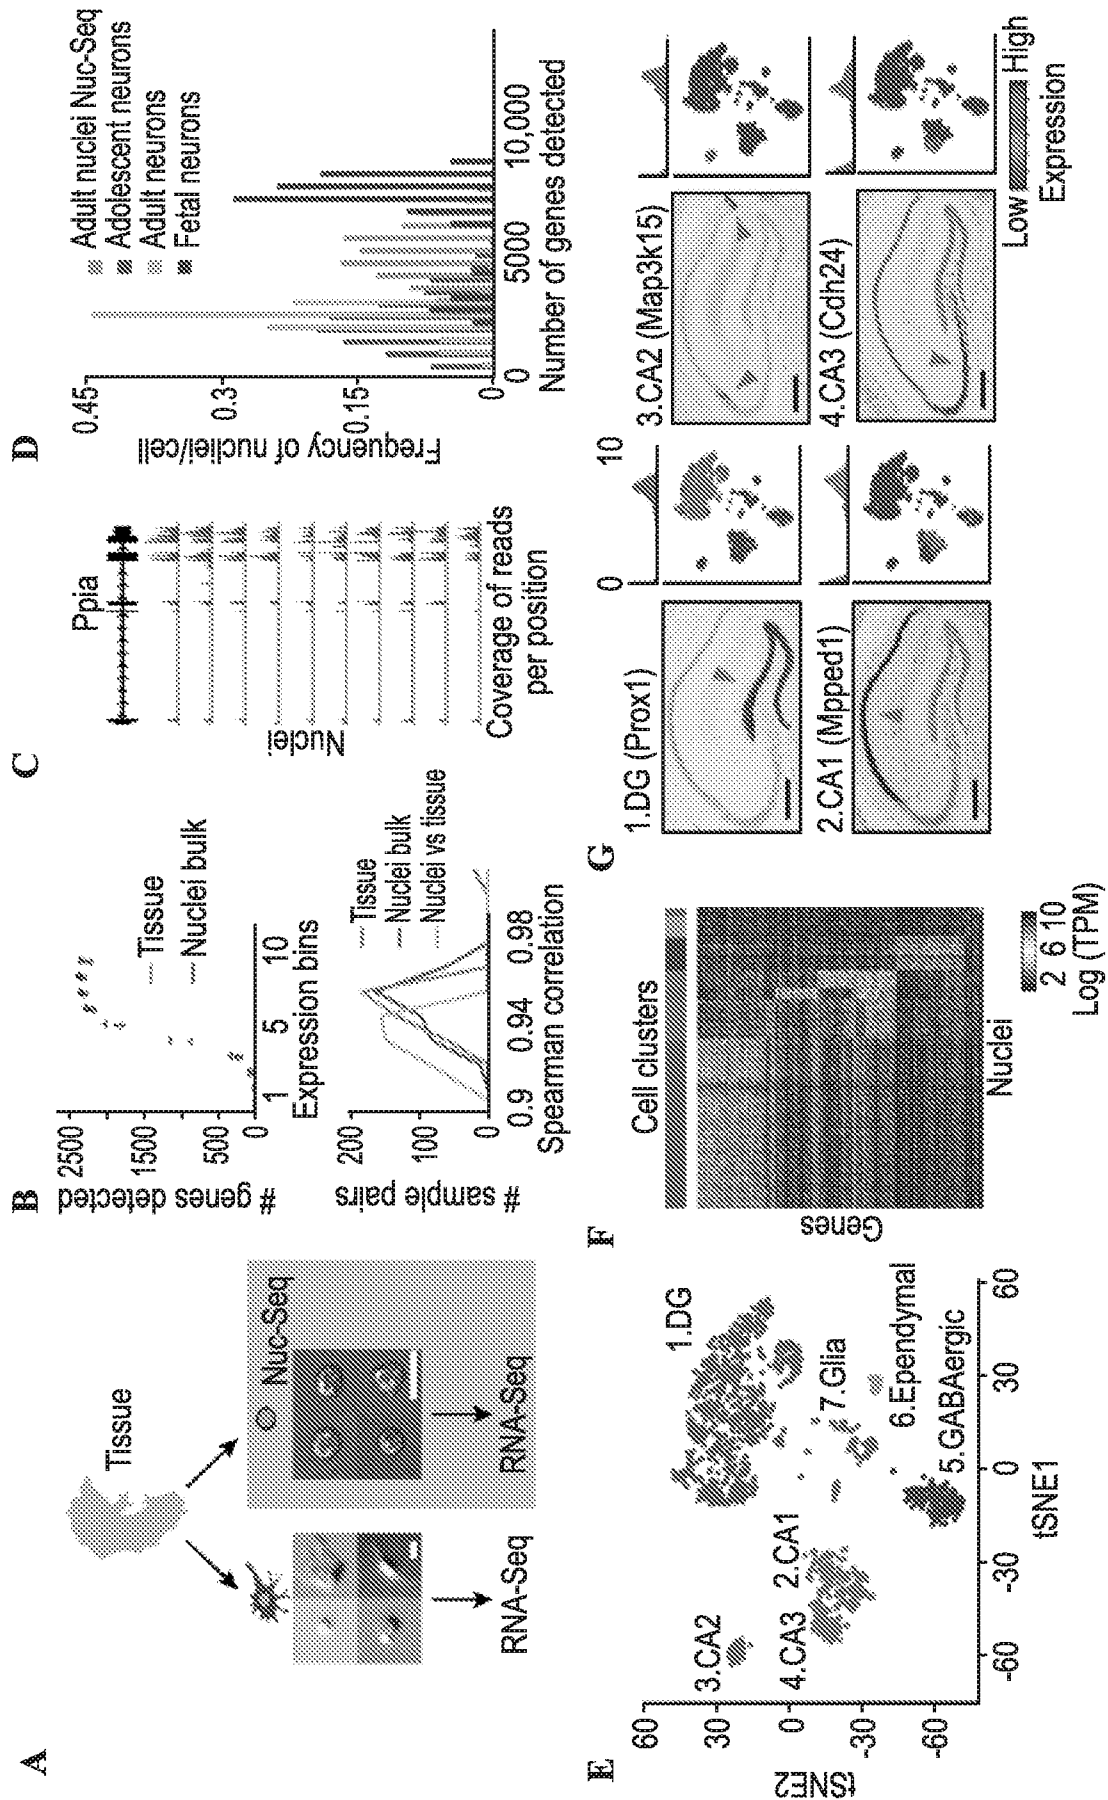 A
Tissue
Nuc-Seq
RNA-Seq
RNA-Seq
B
# genes detected
2500
1500
500
0
1
5
10
Expression bins
Tissue
Nuclei bulk
# sample pairs
200
100
0
0.9
0.94
0.98
Spearman correlation
Tissue
Nuclei bulk
Nuclei vs tissue
C
Ppia
Nuclei
Coverage of reads
per position
D
Frequency of nucliei/cell
0.45
0.3
0.15
0
0
5000
10,000
Number of genes detected
Adult nuclei Nuc-Seq
Adolescent neurons
Adult neurons
Fetal neurons
E
tSNE2
60
30
0
-30
-60
-60
-30
0
30
60
tSNE1
1.DG
2.CA1
3.CA2
4.CA3
5.GABAergic
6.Ependymal
7.Glia
F
Cell clusters
Genes
Nuclei
2 6 10
Log (TPM)
G
1.DG (Prox1)
0
10
2.CA1 (Mpped1)
3.CA2 (Map3k15)
4.CA3 (Cdh24)
Low
High
Expression